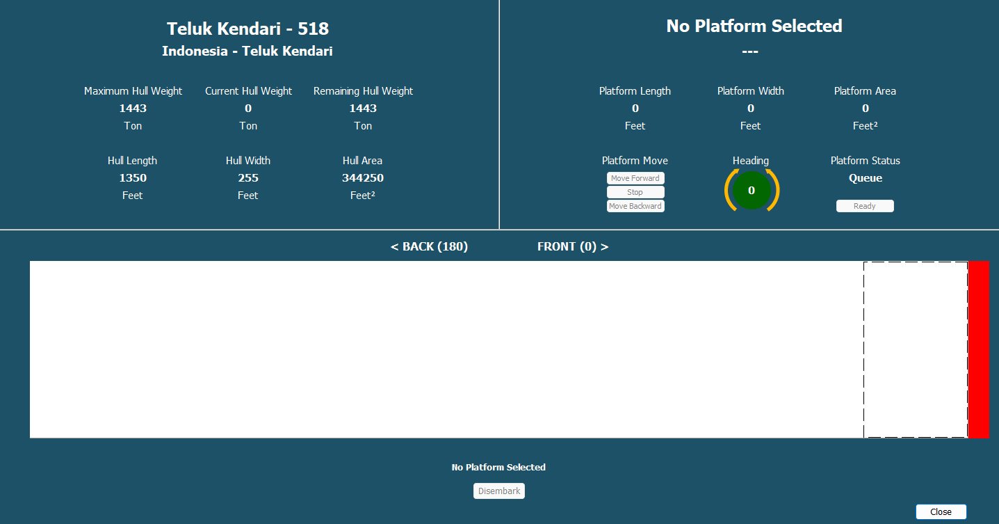 Teluk Kendari - 518
Indonesia - Teluk Kendari
Maximum Hull Weight Current Hull Weight Remaining Hull Weight
1443 0 1443
Ton Ton Ton
Hull Length Hull Width Hull Area
1350 255 344250
Feet Feet Feet²
No Platform Selected
---
Platform Length Platform Width Platform Area
0 0 0
Feet Feet Feet²
Platform Move Heading Platform Status
Move Forward Queue
Stop 0
Move Backward Ready
< BACK (180) FRONT (0) >
No Platform Selected
Disembark
Close